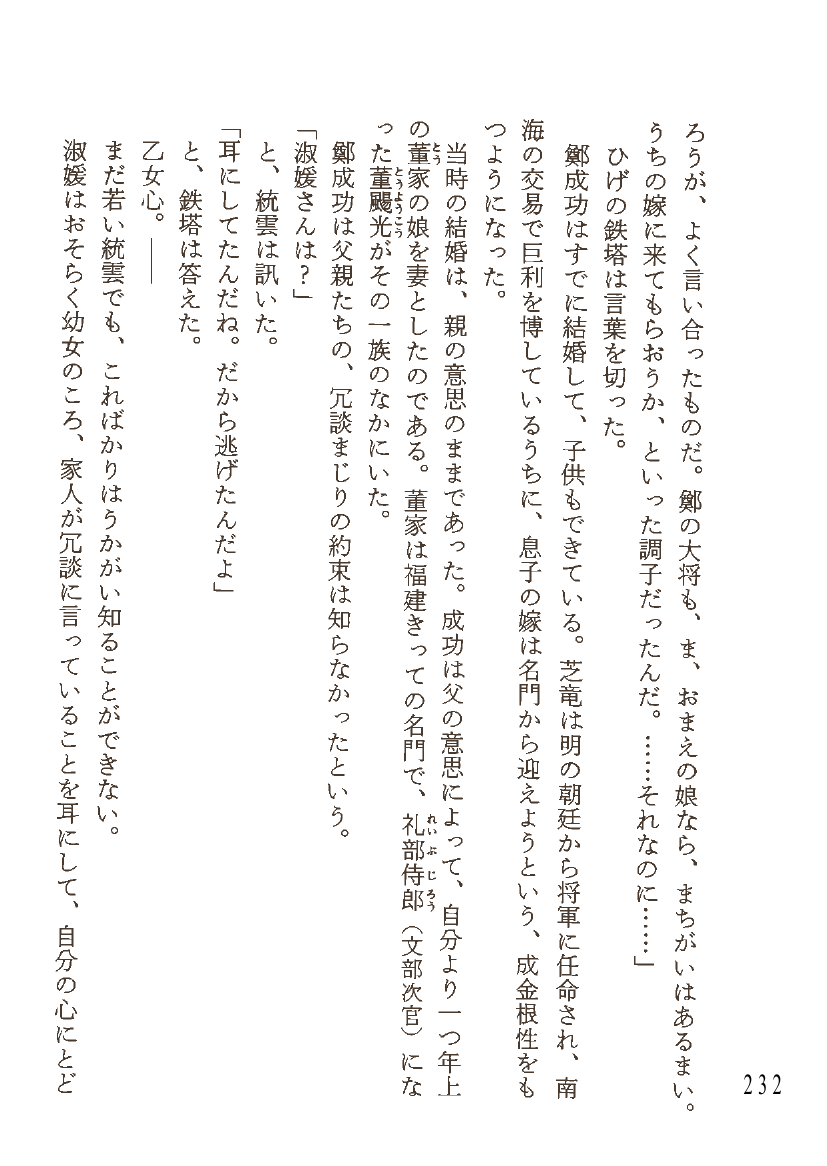 ろうが、よく言い合ったものだ。鄭の大将も、ま、おまえの娘なら、まちがいはあるまい。
うちの嫁に来てもらおうか、といった調子だったんだ。……それなのに……」
ひげの鉄塔は言葉を切った。
鄭成功はすでに結婚して、子供もできている。芝竜は明の朝廷から将軍に任命され、南
海の交易で巨利を博しているうちに、息子の嫁は名門から迎えようという、成金根性をも
つようになった。
当時の結婚は、親の意思のままであった。成功は父の意思によって、自分より一つ年上
の董家の娘を妻としたのである。董家は福建きっての名門で、礼部侍郎（文部次官）にな
った董颺光がその一族のなかにいた。
鄭成功は父親たちの、冗談まじりの約束は知らなかったという。
「淑媛さんは？」
と、統雲は訊いた。
「耳にしてたんだね。だから逃げたんだよ」
と、鉄塔は答えた。
乙女心。――
まだ若い統雲でも、こればかりはうかがい知ることができない。
淑媛はおそらく幼女のころ、家人が冗談に言っていることを耳にして、自分の心にとど
232